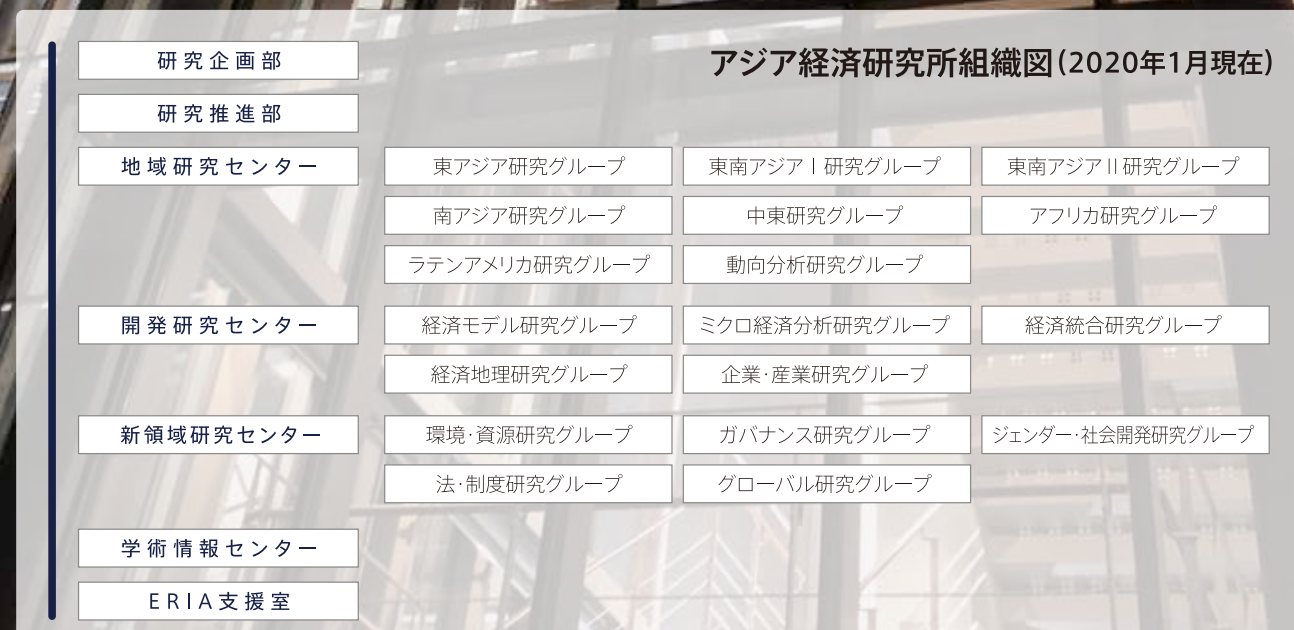 アジア経済研究所組織図(2020年1月現在)
研究企画部
研究推進部
地域研究センター
東アジア研究グループ
東南アジアⅠ研究グループ
東南アジアⅡ研究グループ
南アジア研究グループ
中東研究グループ
アフリカ研究グループ
ラテンアメリカ研究グループ
動向分析研究グループ
開発研究センター
経済モデル研究グループ
ミクロ経済分析研究グループ
経済統合研究グループ
経済地理研究グループ
企業・産業研究グループ
新領域研究センター
環境・資源研究グループ
ガバナンス研究グループ
ジェンダー・社会開発研究グループ
法・制度研究グループ
グローバル研究グループ
学術情報センター
ERIA支援室